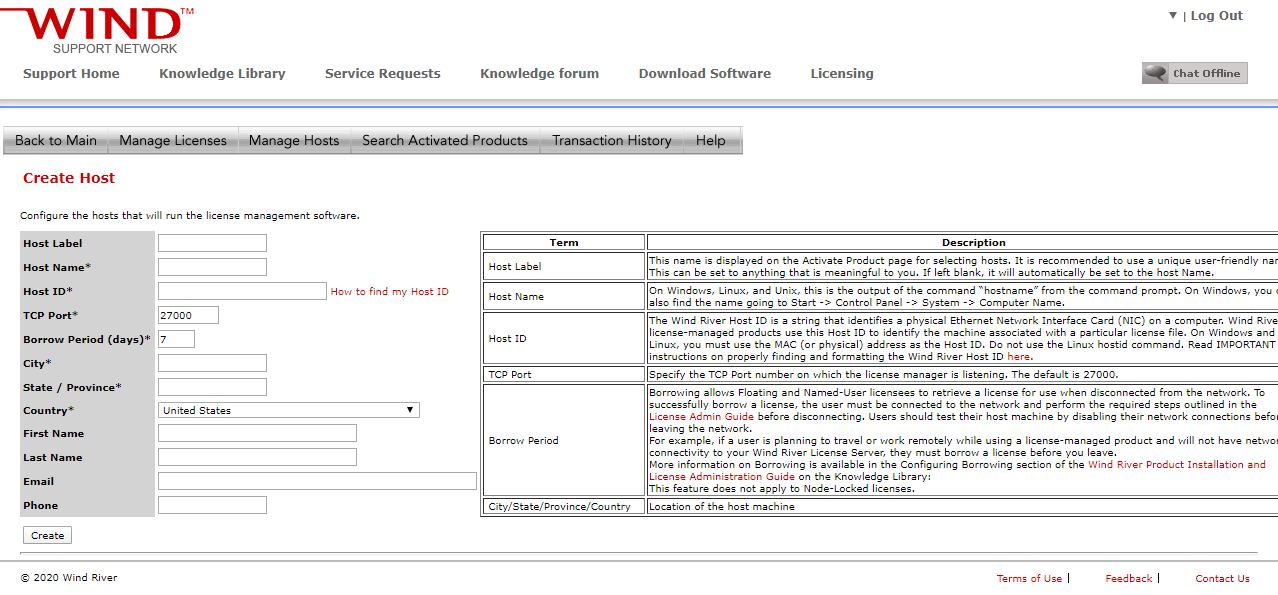 WIND™
SUPPORT NETWORK
▼ | Log Out
Support Home Knowledge Library Service Requests Knowledge forum Download Software Licensing
Chat Offline
Back to Main Manage Licenses Manage Hosts Search Activated Products Transaction History Help
Create Host
Configure the hosts that will run the license management software.
Host Label
Host Name*
Host ID* How to find my Host ID
TCP Port* 27000
Borrow Period (days)* 7
City*
State / Province*
Country* United States ▼
First Name
Last Name
Email
Phone
Create
Term Description
Host Label
This name is displayed on the Activate Product page for selecting hosts. It is recommended to use a unique user-friendly
This can be set to anything that is meaningful to you. If left blank, it will automatically be set to the host Name.
Host Name
On Windows, Linux, and Unix, this is the output of the command “hostname” from the command prompt. On Windows, you
also find the name going to Start -> Control Panel -> System -> Computer Name.
Host ID
The Wind River Host ID is a string that identifies a physical Ethernet Network Interface Card (NIC) on a computer. Wind
license-managed products use this Host ID to identify the machine associated with a particular license file. On Windows and
Linux, you must use the MAC (or physical) address as the Host ID. Do not use the Linux hostid command. Read IMPORTANT
instructions on properly finding and formatting the Wind River Host ID here.
TCP Port Specify the TCP Port number on which the license manager is listening. The default is 27000.
Borrow Period
Borrowing allows Floating and Named-User licensees to retrieve a license for use when disconnected from the network. To
successfully borrow a license, the user must be connected to the network and perform the required steps outlined in the
License Admin Guide before disconnecting. Users should test their host machine by disabling their network connections
leaving the network.
For example, if a user is planning to travel or work remotely while using a license-managed product and will not have
connectivity to your Wind River License Server, they must borrow a license before you leave.
More information on Borrowing is available in the Configuring Borrowing section of the Wind River Product Installation and
License Administration Guide on the Knowledge Library:
This feature does not apply to Node-Locked licenses.
City/State/Province/Country Location of the host machine
© 2020 Wind River
Terms of Use | Feedback | Contact Us